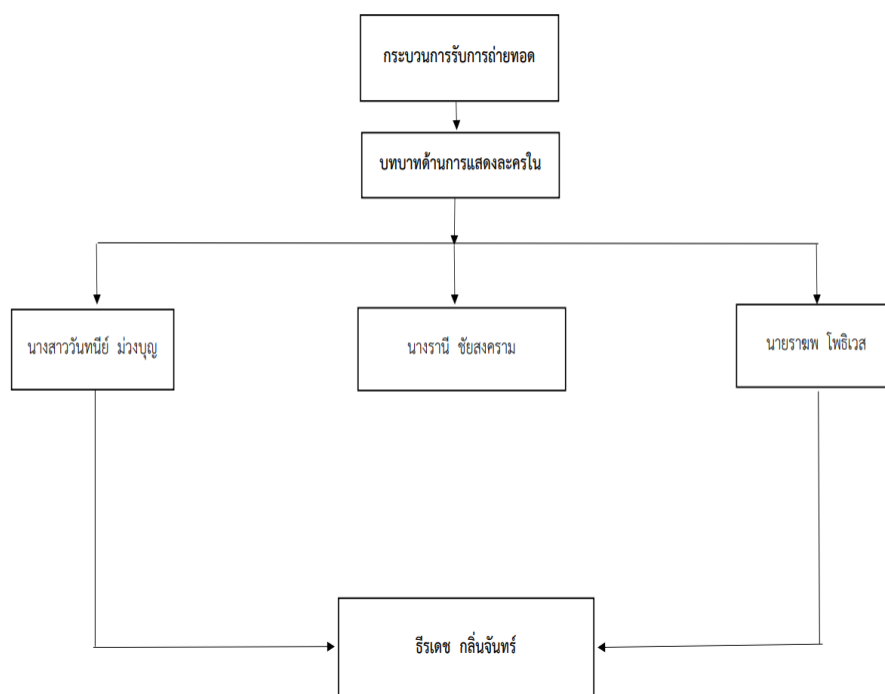 กระบวนการรับการถ่ายทอด
บทบาทด้านการแสดงละครใน
นางสาววันทนีย์ ม่วงบุญ
นางรานี ชัยสงคราม
นายราฆพ โพธิเวส
ธีรเดช กลิ่นจันทร์